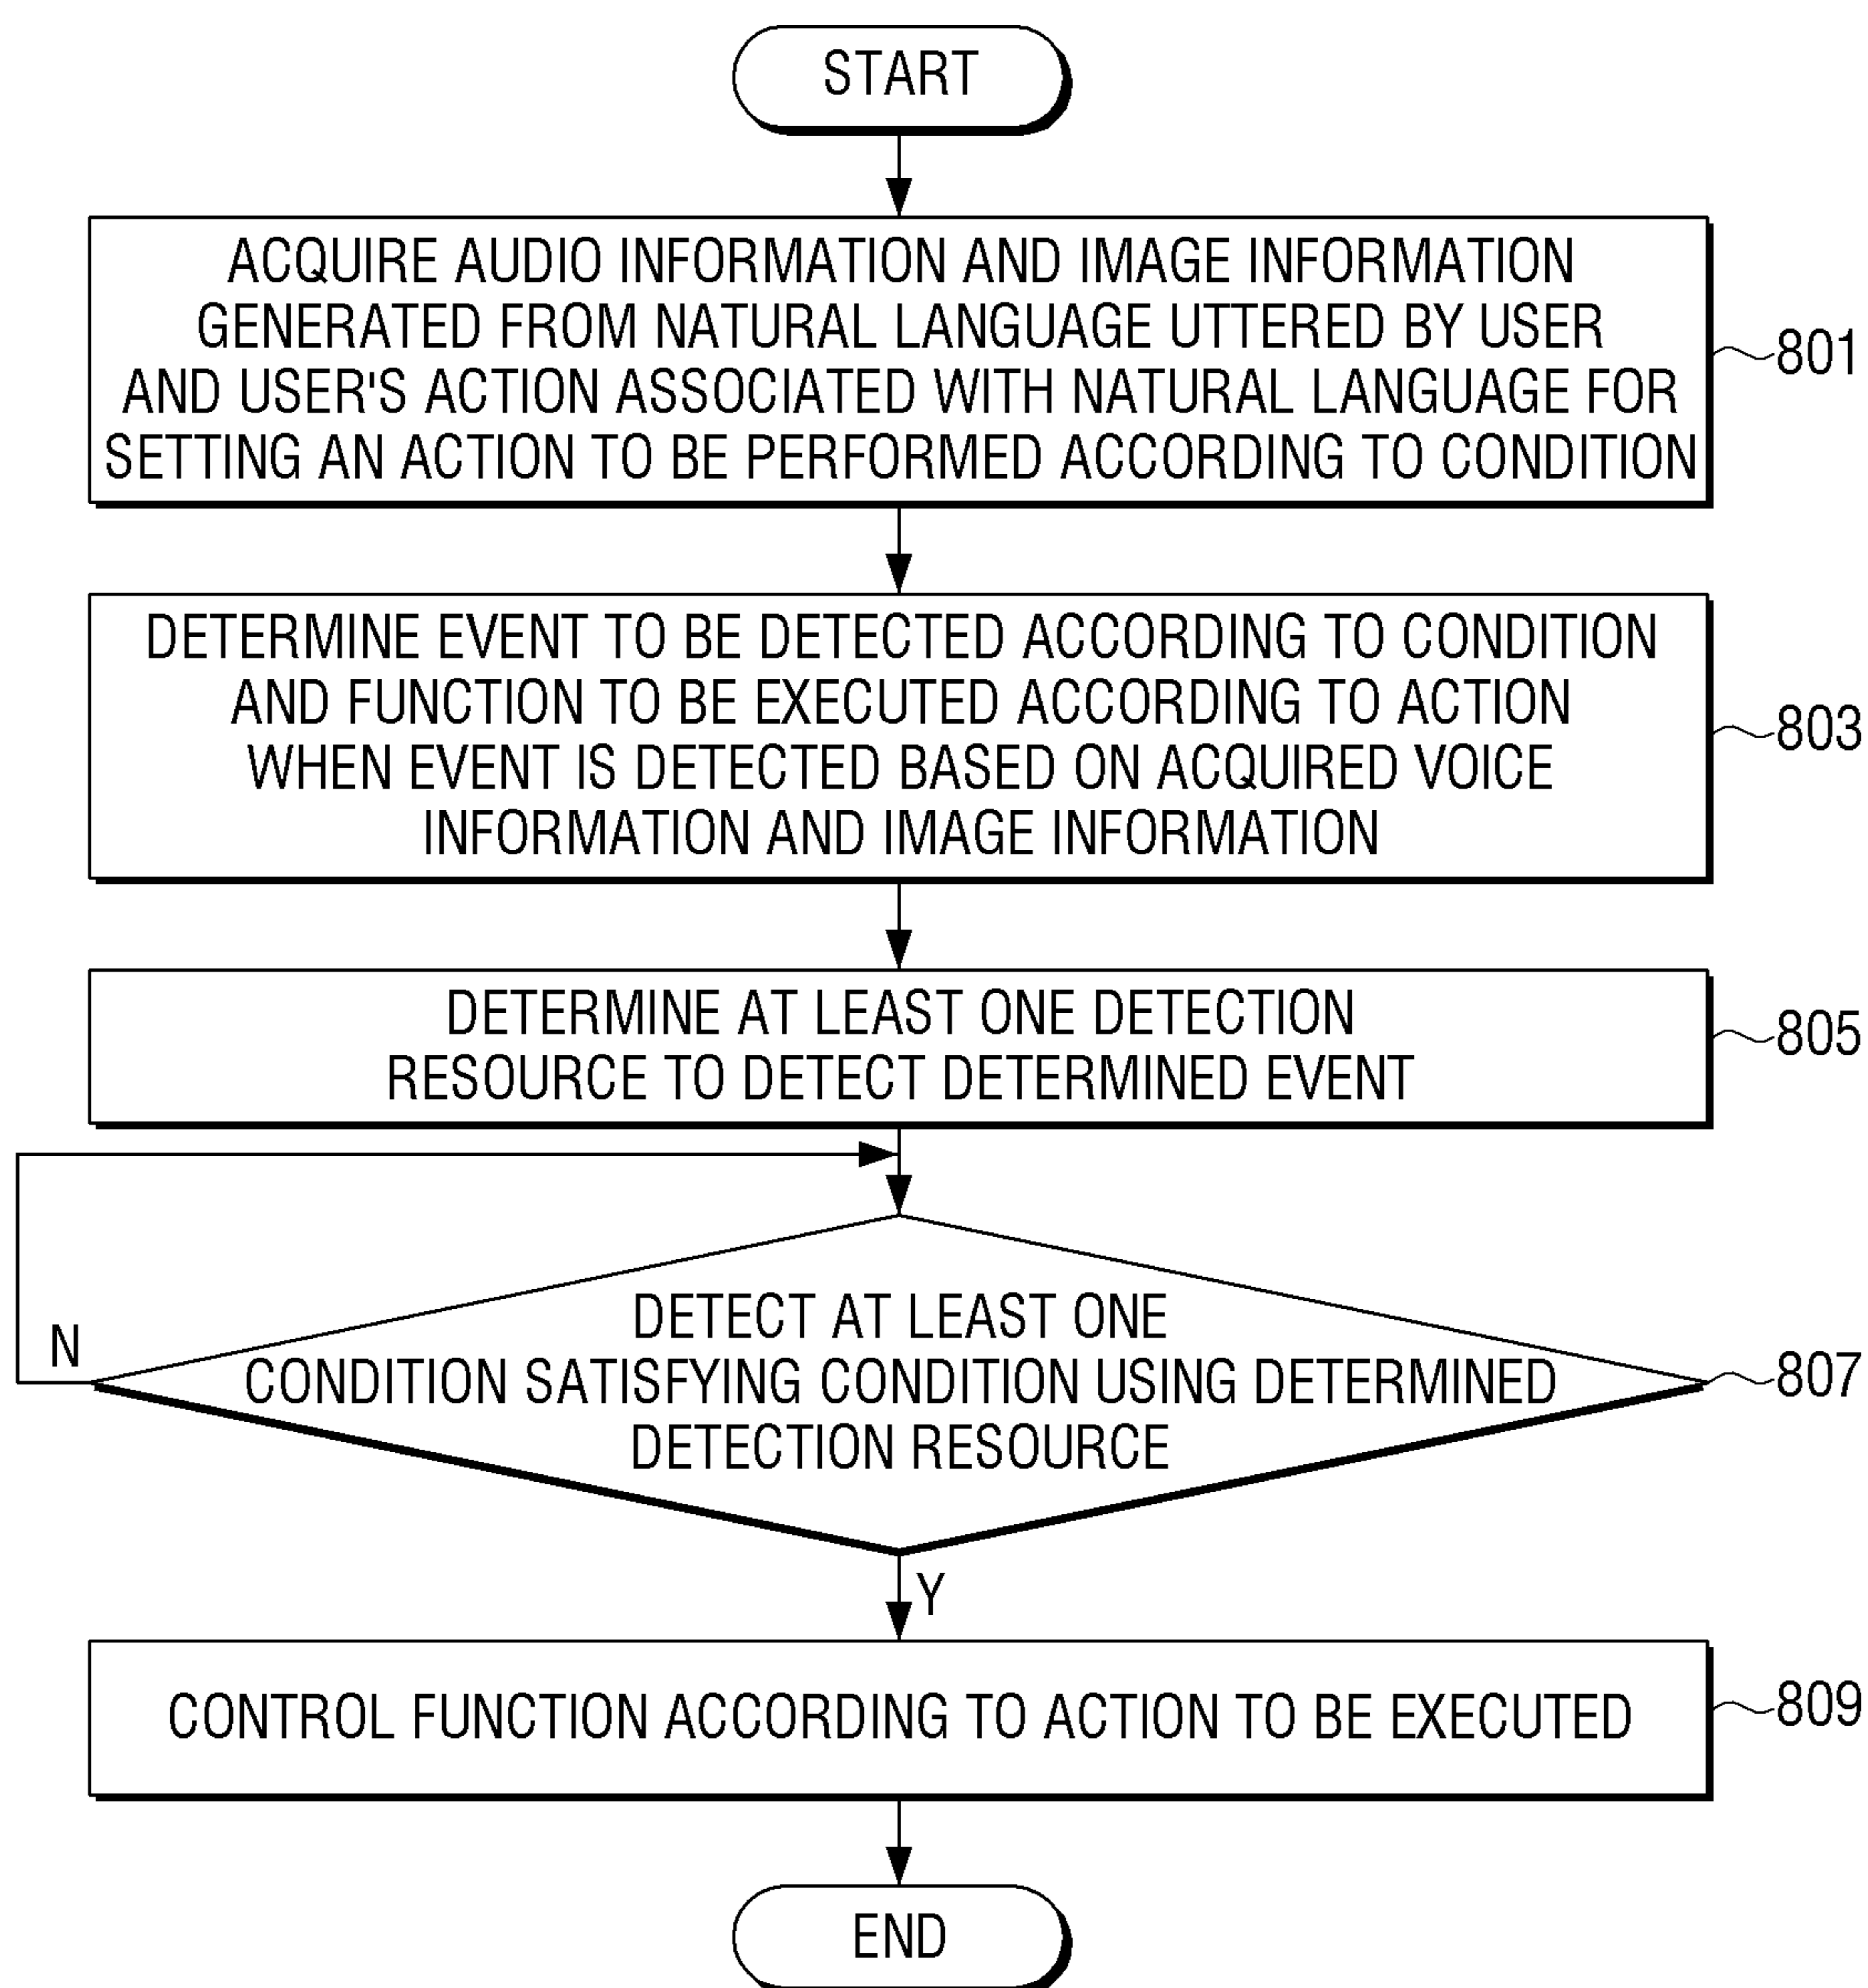 START
ACQUIRE AUDIO INFORMATION AND IMAGE INFORMATION
GENERATED FROM NATURAL LANGUAGE UTTERED BY USER
AND USER'S ACTION ASSOCIATED WITH NATURAL LANGUAGE FOR
SETTING AN ACTION TO BE PERFORMED ACCORDING TO CONDITION
801
DETERMINE EVENT TO BE DETECTED ACCORDING TO CONDITION
AND FUNCTION TO BE EXECUTED ACCORDING TO ACTION
WHEN EVENT IS DETECTED BASED ON ACQUIRED VOICE
INFORMATION AND IMAGE INFORMATION
803
DETERMINE AT LEAST ONE DETECTION
RESOURCE TO DETECT DETERMINED EVENT
805
DETECT AT LEAST ONE
CONDITION SATISFYING CONDITION USING DETERMINED
DETECTION RESOURCE
807
N
Y
CONTROL FUNCTION ACCORDING TO ACTION TO BE EXECUTED
809
END